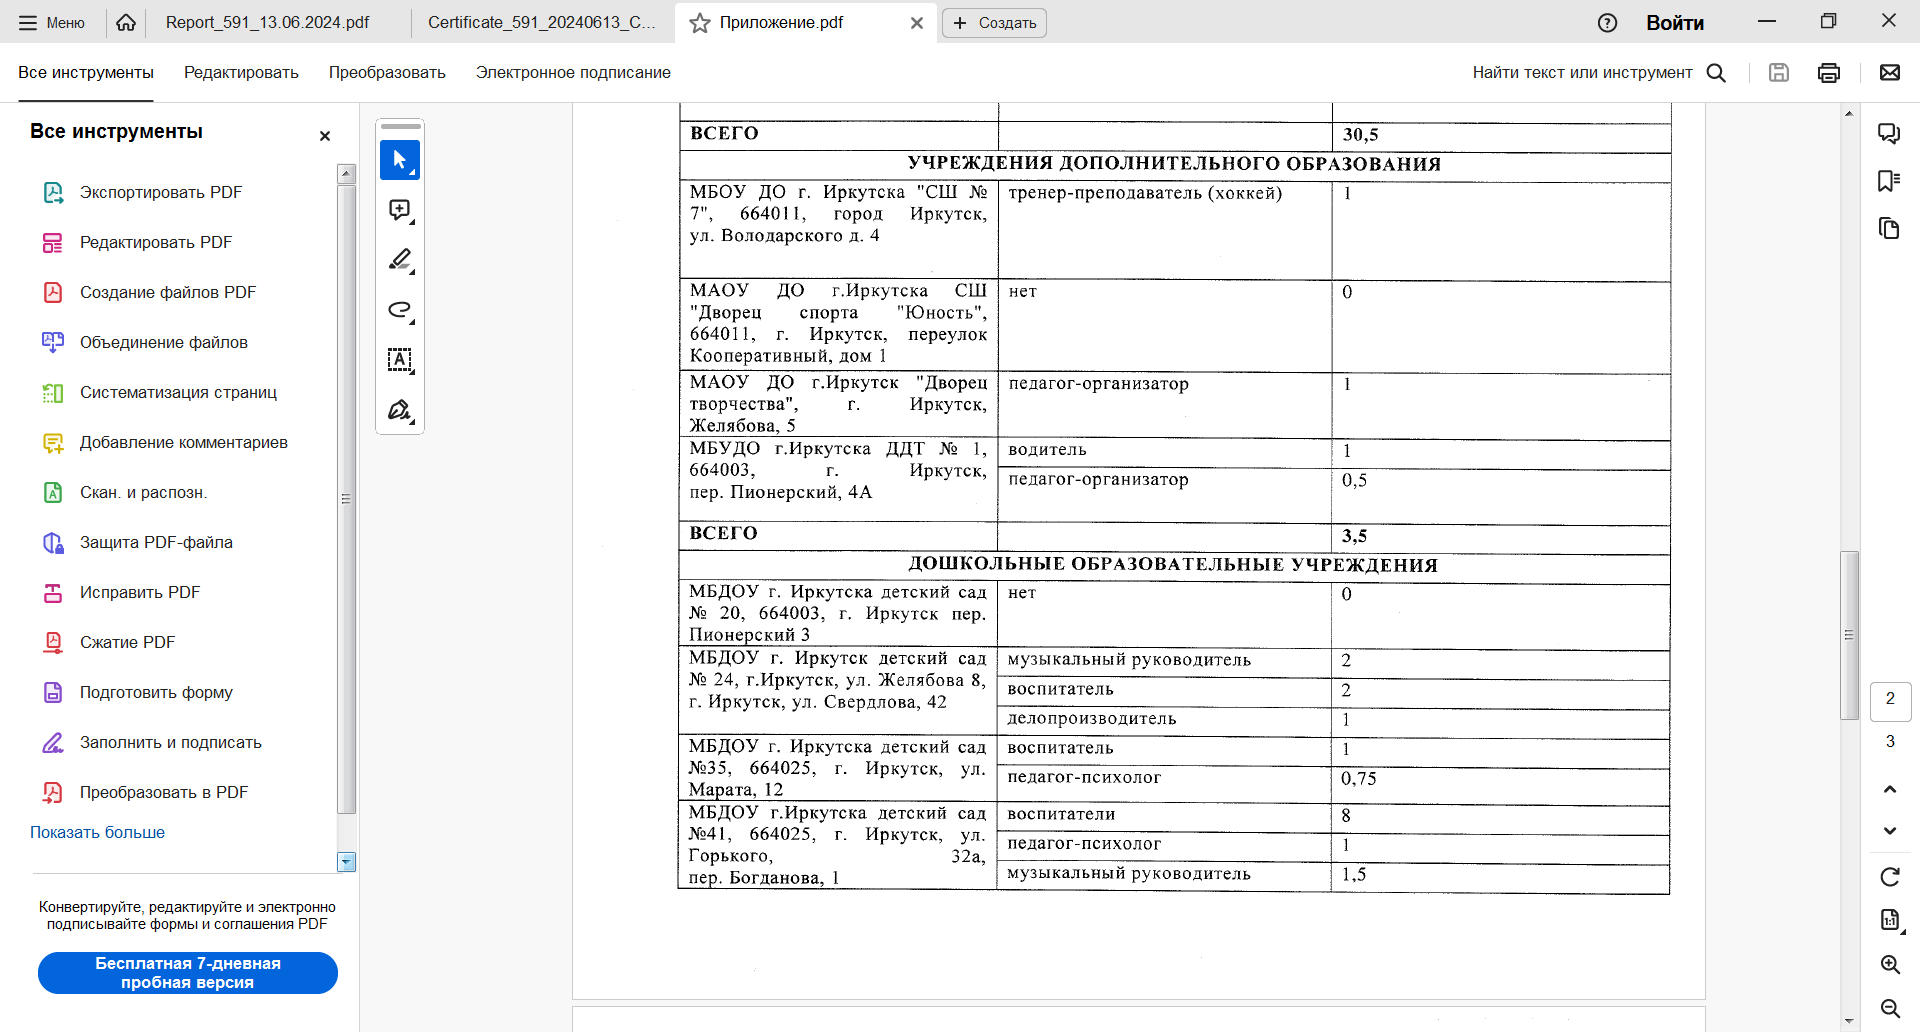 Меню
Report_591_13.06.2024.pdf
Certificate_591_20240613_C...
Приложение.pdf
Создать
Войти
Все инструменты
Редактировать
Преобразовать
Электронное подписание
Найти текст или инструмент
Все инструменты
Экспортировать PDF
Редактировать PDF
Создание файлов PDF
Объединение файлов
Систематизация страниц
Добавление комментариев
Скан. и распозн.
Защита PDF-файла
Исправить PDF
Сжатие PDF
Подготовить форму
Заполнить и подписать
Преобразовать в PDF
Показать больше
Конвертируйте, редактируйте и электронно
подписывайте формы и соглашения PDF
Бесплатная 7-дневная
пробная версия
ВСЕГО 30,5
УЧРЕЖДЕНИЯ ДОПОЛНИТЕЛЬНОГО ОБРАЗОВАНИЯ
МБОУ ДО г. Иркутска "СШ № тренер-преподаватель (хоккей) 1
7", 664011, город Иркутск,
ул. Володарского д. 4
МАОУ ДО г.Иркутска СШ нет 0
"Дворец спорта "Юность",
664011, г. Иркутск, переулок
Кооперативный, дом 1
МАОУ ДО г.Иркутск "Дворец педагог-организатор 1
творчества", г. Иркутск,
Желябова, 5
МБУДО г.Иркутска ДДТ № 1, водитель 1
664003, г. Иркутск, педагог-организатор 0,5
пер. Пионерский, 4А
ВСЕГО 3,5
ДОШКОЛЬНЫЕ ОБРАЗОВАТЕЛЬНЫЕ УЧРЕЖДЕНИЯ
МБДОУ г. Иркутска детский сад нет 0
№ 20, 664003, г. Иркутск пер.
Пионерский 3
МБДОУ г. Иркутск детский сад музыкальный руководитель 2
№ 24, г.Иркутск, ул. Желябова 8, воспитатель 2
г. Иркутск, ул. Свердлова, 42 делопроизводитель 1
МБДОУ г. Иркутска детский сад воспитатель 1
№35, 664025, г. Иркутск, ул. педагог-психолог 0,75
Марата, 12
МБДОУ г.Иркутска детский сад воспитатели 8
№41, 664025, г. Иркутск, ул. педагог-психолог 1
Горького, 32а, музыкальный руководитель 1,5
пер. Богданова, 1
2
3